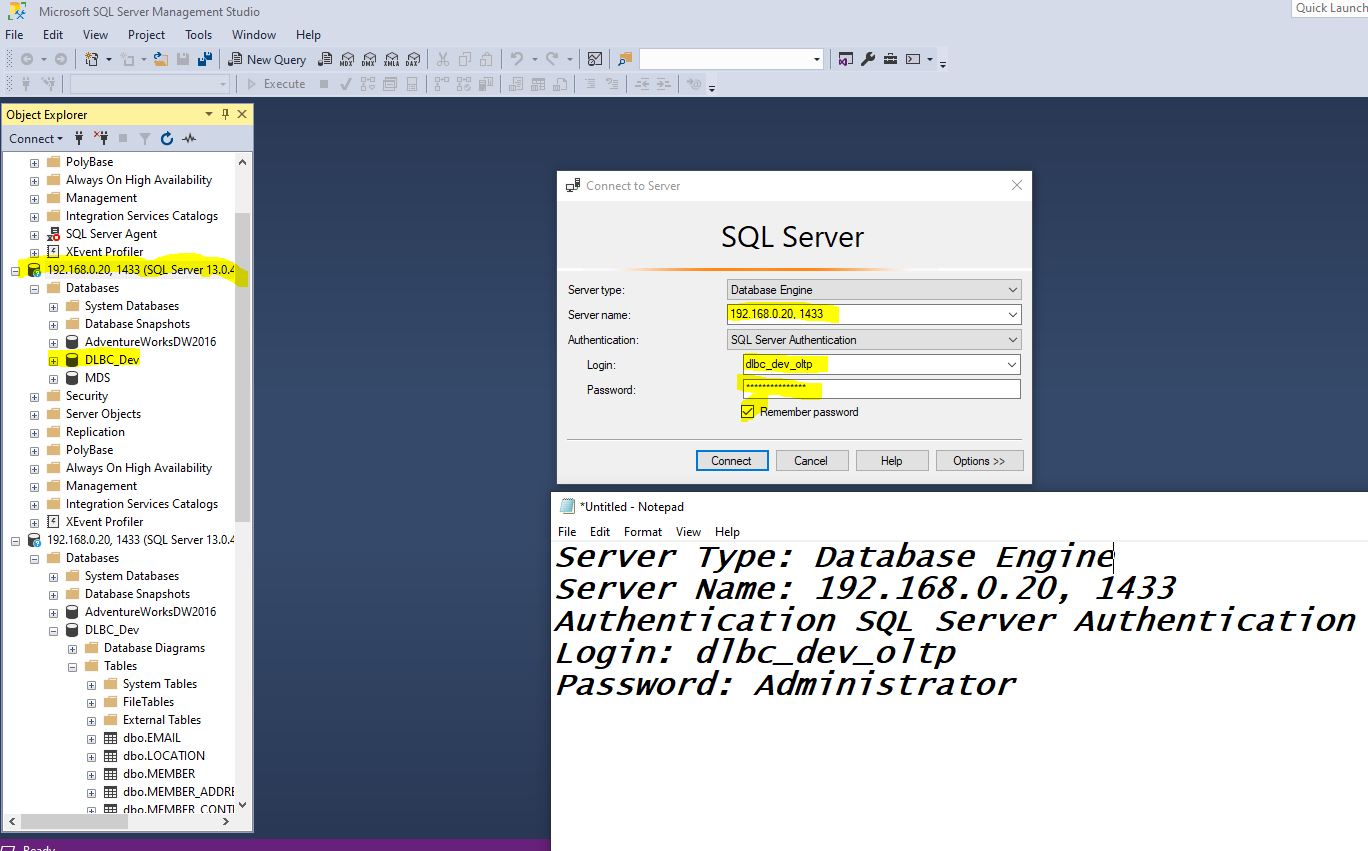 Microsoft SQL Server Management Studio
Quick Launch
File Edit View Project Tools Window Help
New Query MDX DMX XMLA DAX
Execute
Object Explorer
Connect
PolyBase
Always On High Availability
Management
Integration Services Catalogs
SQL Server Agent
XEvent Profiler
192.168.0.20, 1433 (SQL Server 13.0.4
Databases
System Databases
Database Snapshots
AdventureWorksDW2016
DLBC_Dev
MDS
Security
Server Objects
Replication
PolyBase
Always On High Availability
Management
Integration Services Catalogs
XEvent Profiler
192.168.0.20, 1433 (SQL Server 13.0.4
Databases
System Databases
Database Snapshots
AdventureWorksDW2016
DLBC_Dev
Database Diagrams
Tables
System Tables
FileTables
External Tables
dbo.EMAIL
dbo.LOCATION
dbo.MEMBER
dbo.MEMBER_ADDRE
dbo.MEMBER_CONT
Ready
Connect to Server
SQL Server
Server type: Database Engine
Server name: 192.168.0.20, 1433
Authentication: SQL Server Authentication
Login: dlbc_dev_oltp
Password: ***************
Remember password
Connect Cancel Help Options >>
*Untitled - Notepad
File Edit Format View Help
Server Type: Database Engine
Server Name: 192.168.0.20, 1433
Authentication SQL Server Authentication
Login: dlbc_dev_oltp
Password: Administrator